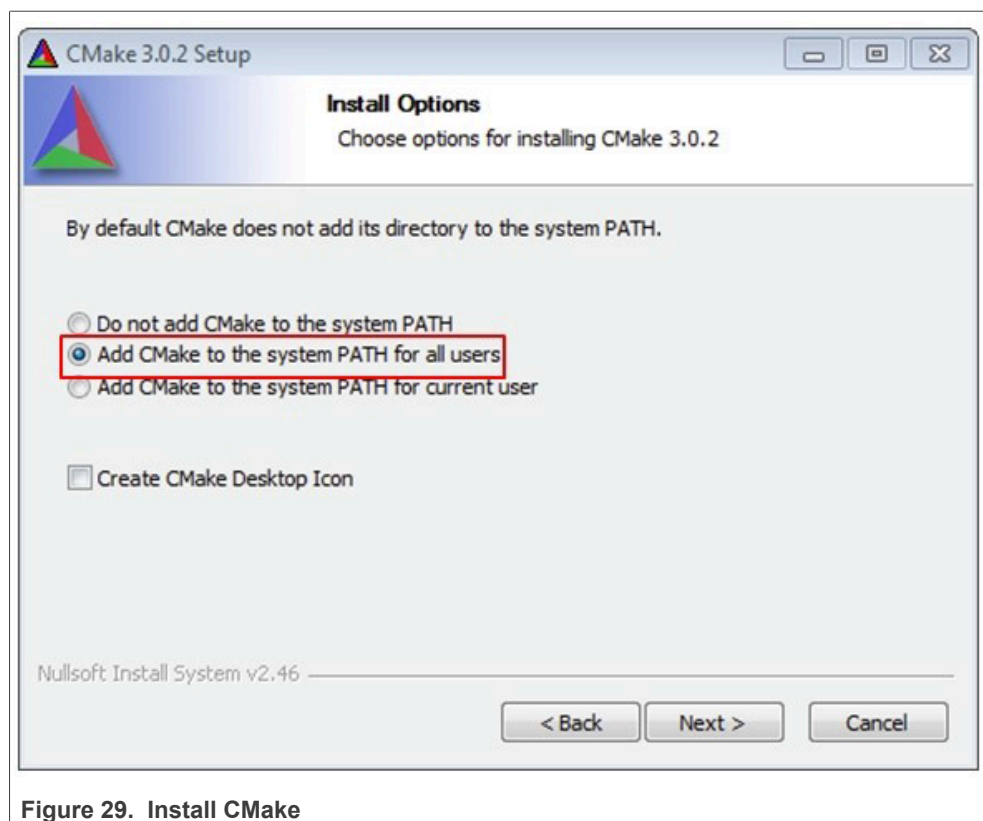 CMake 3.0.2 Setup
Install Options
Choose options for installing CMake 3.0.2
By default CMake does not add its directory to the system PATH.
Do not add CMake to the system PATH
Add CMake to the system PATH for all users
Add CMake to the system PATH for current user
Create CMake Desktop Icon
Nullsoft Install System v2.46
< Back Next > Cancel
Figure 29. Install CMake